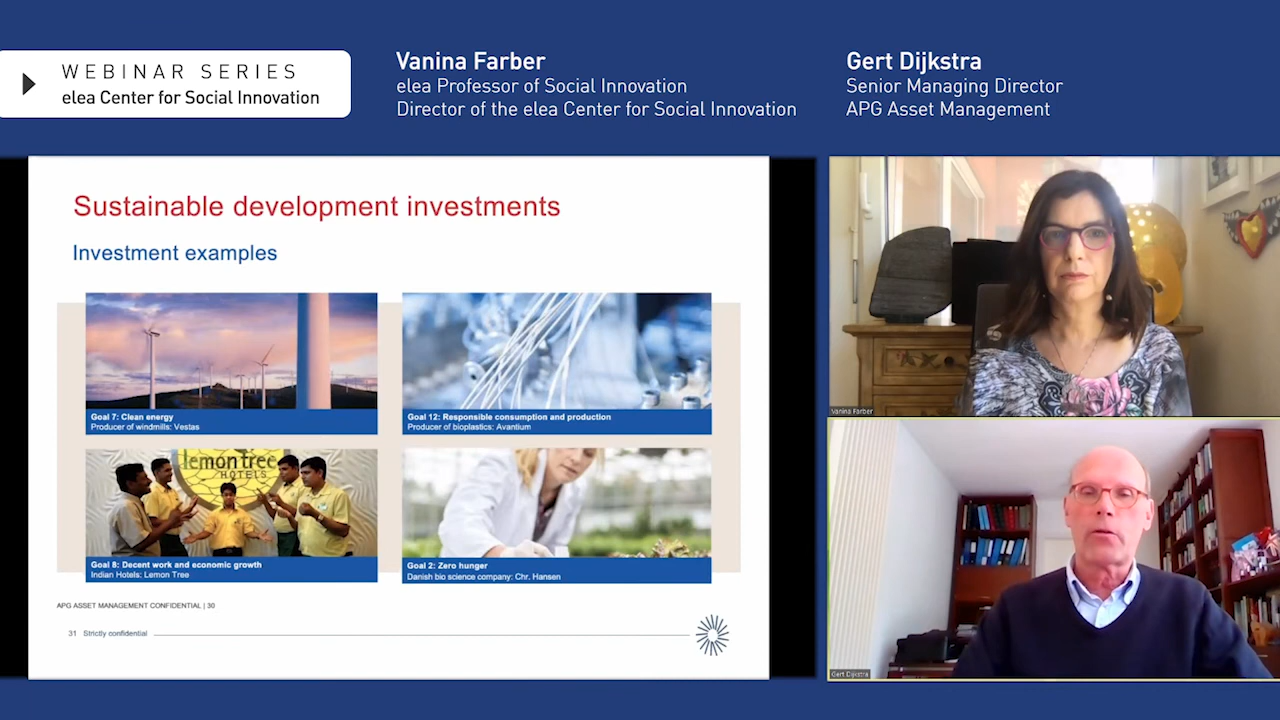 WEBINAR SERIES
elea Center for Social Innovation
Vanina Farber
elea Professor of Social Innovation
Director of the elea Center for Social Innovation
Gert Dijkstra
Senior Managing Director
APG Asset Management
Sustainable development investments
Investment examples
Goal 7: Clean energy
Producer of windmills: Vestas
Goal 12: Responsible consumption and production
Producer of bioplastics: Avantium
lemon tree
HOTELS
Goal 8: Decent work and economic growth
Indian Hotels: Lemon Tree
Goal 2: Zero hunger
Danish bio science company: Chr. Hansen
APG ASSET MANAGEMENT CONFIDENTIAL | 30
31 Strictly confidential
Vanina Farber
Gert Dijkstra